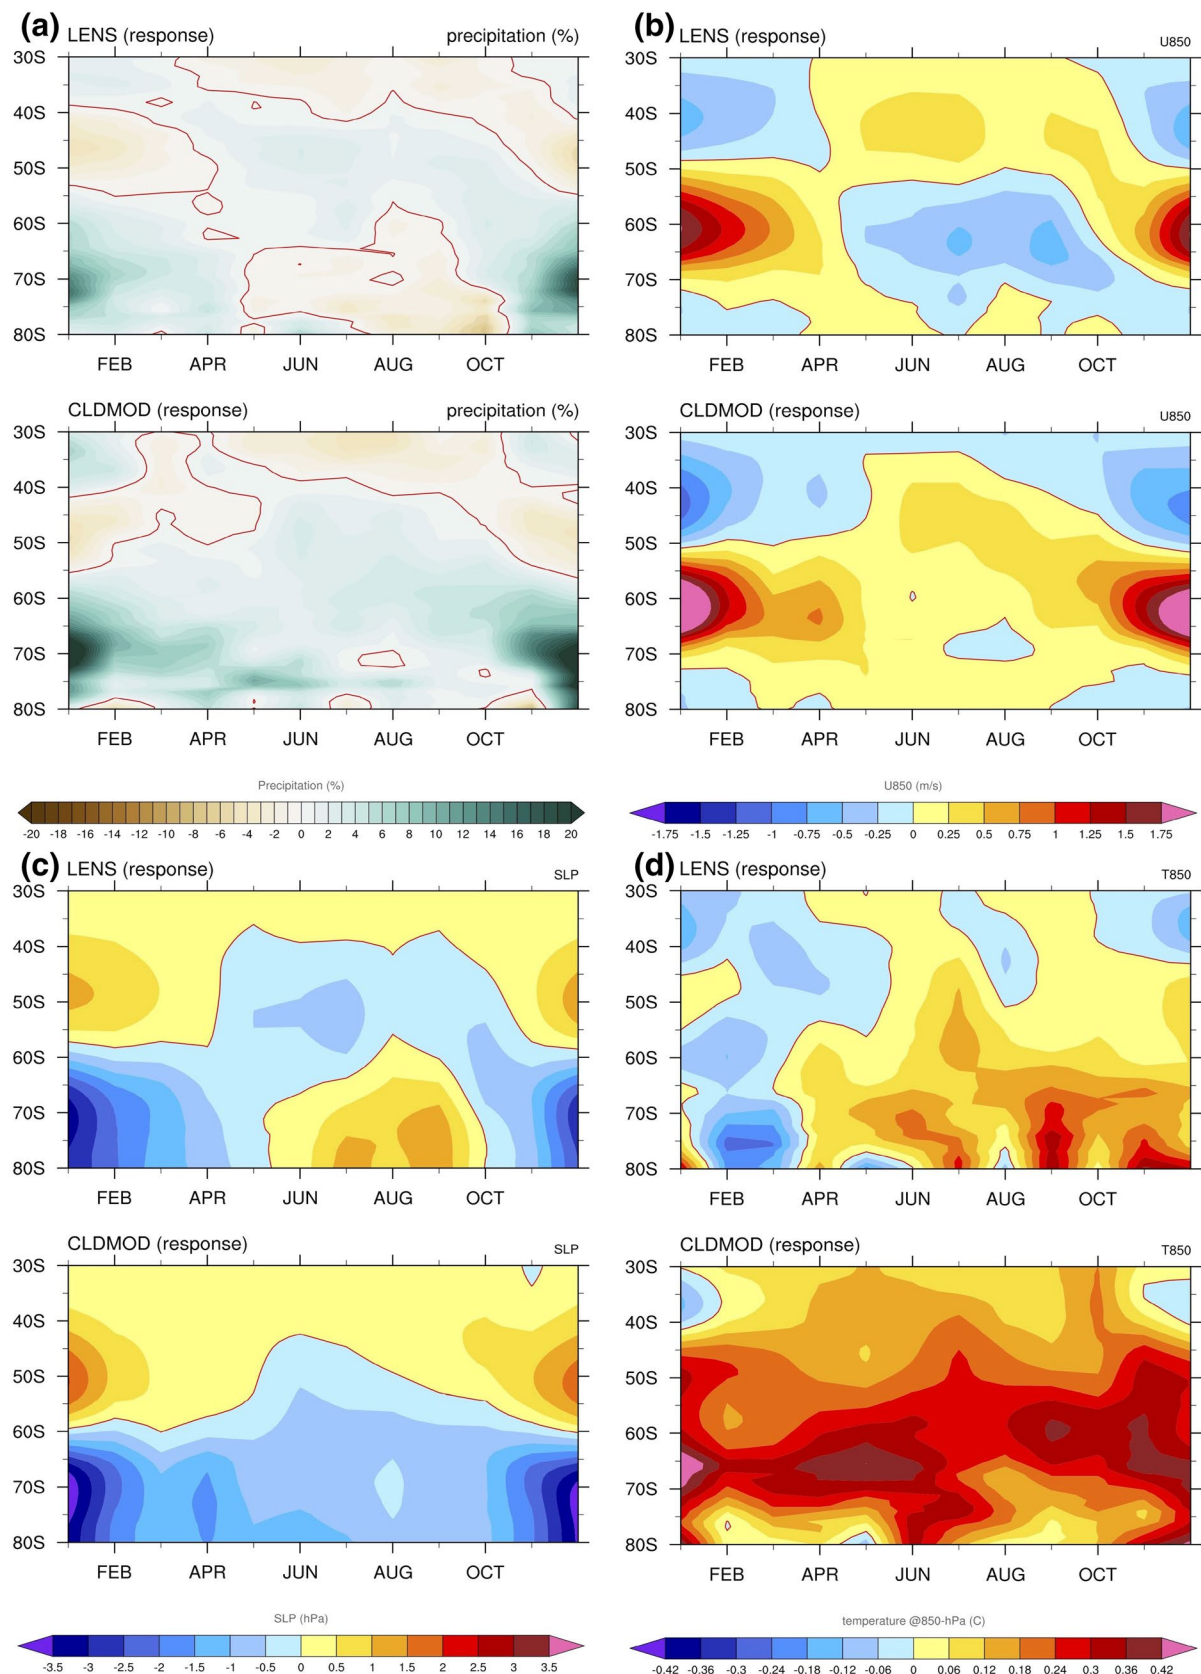 (a) LENS (response) precipitation (%)
30S
40S
50S
60S
70S
80S
FEB APR JUN AUG OCT
CLDMOD (response) precipitation (%)
30S
40S
50S
60S
70S
80S
FEB APR JUN AUG OCT
Precipitation (%)
-20 -18 -16 -14 -12 -10 -8 -6 -4 -2 0 2 4 6 8 10 12 14 16 18 20
(b) LENS (response) U850
30S
40S
50S
60S
70S
80S
FEB APR JUN AUG OCT
CLDMOD (response) U850
30S
40S
50S
60S
70S
80S
FEB APR JUN AUG OCT
U850 (m/s)
-1.75 -1.5 -1.25 -1 -0.75 -0.5 -0.25 0 0.25 0.5 0.75 1 1.25 1.5 1.75
(c) LENS (response) SLP
30S
40S
50S
60S
70S
80S
FEB APR JUN AUG OCT
CLDMOD (response) SLP
30S
40S
50S
60S
70S
80S
FEB APR JUN AUG OCT
SLP (hPa)
-3.5 -3 -2.5 -2 -1.5 -1 -0.5 0 0.5 1 1.5 2 2.5 3 3.5
(d) LENS (response) T850
30S
40S
50S
60S
70S
80S
FEB APR JUN AUG OCT
CLDMOD (response) T850
30S
40S
50S
60S
70S
80S
FEB APR JUN AUG OCT
temperature @850-hPa (C)
-0.42 -0.36 -0.3 -0.24 -0.18 -0.12 -0.06 0 0.06 0.12 0.18 0.24 0.3 0.36 0.42